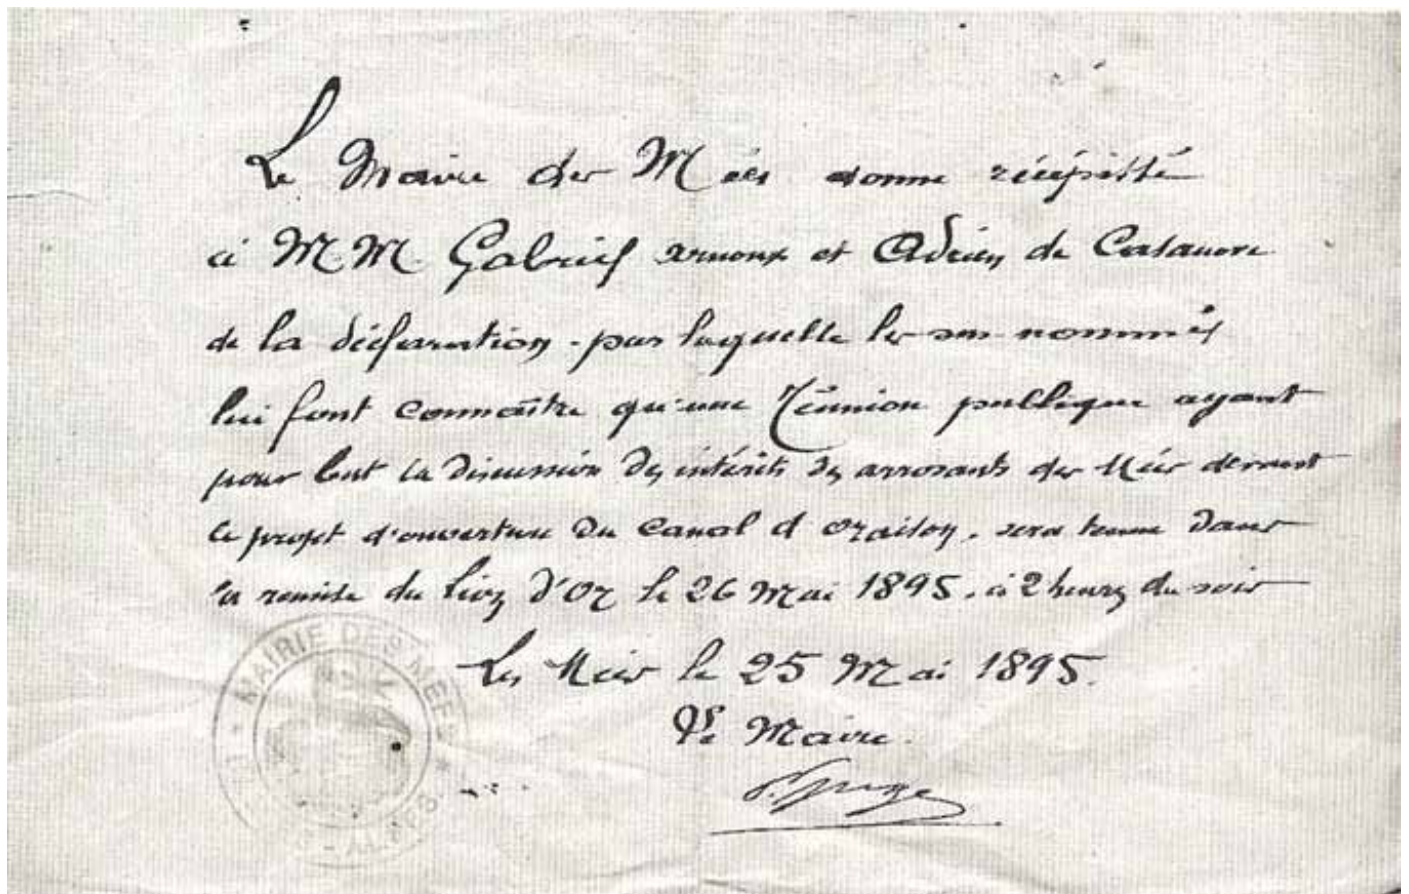 Le Maire des Mées donne récépissé
à M.M. Gabriel Arnoux et Adrien de Casanove
de la déclaration par laquelle les sus nommés
lui font connaître qu'une Réunion publique ayant
pour but la discussion des intérêts des arrosants des Mées devant
le projet d'ouverture du Canal d'Oraison, sera tenue dans
la remise du Lion d'Or le 26 Mai 1895, à 2 heures du soir
Les Mées le 25 Mai 1895.
Le Maire.
MAIRIE DES MÉES
ALPES